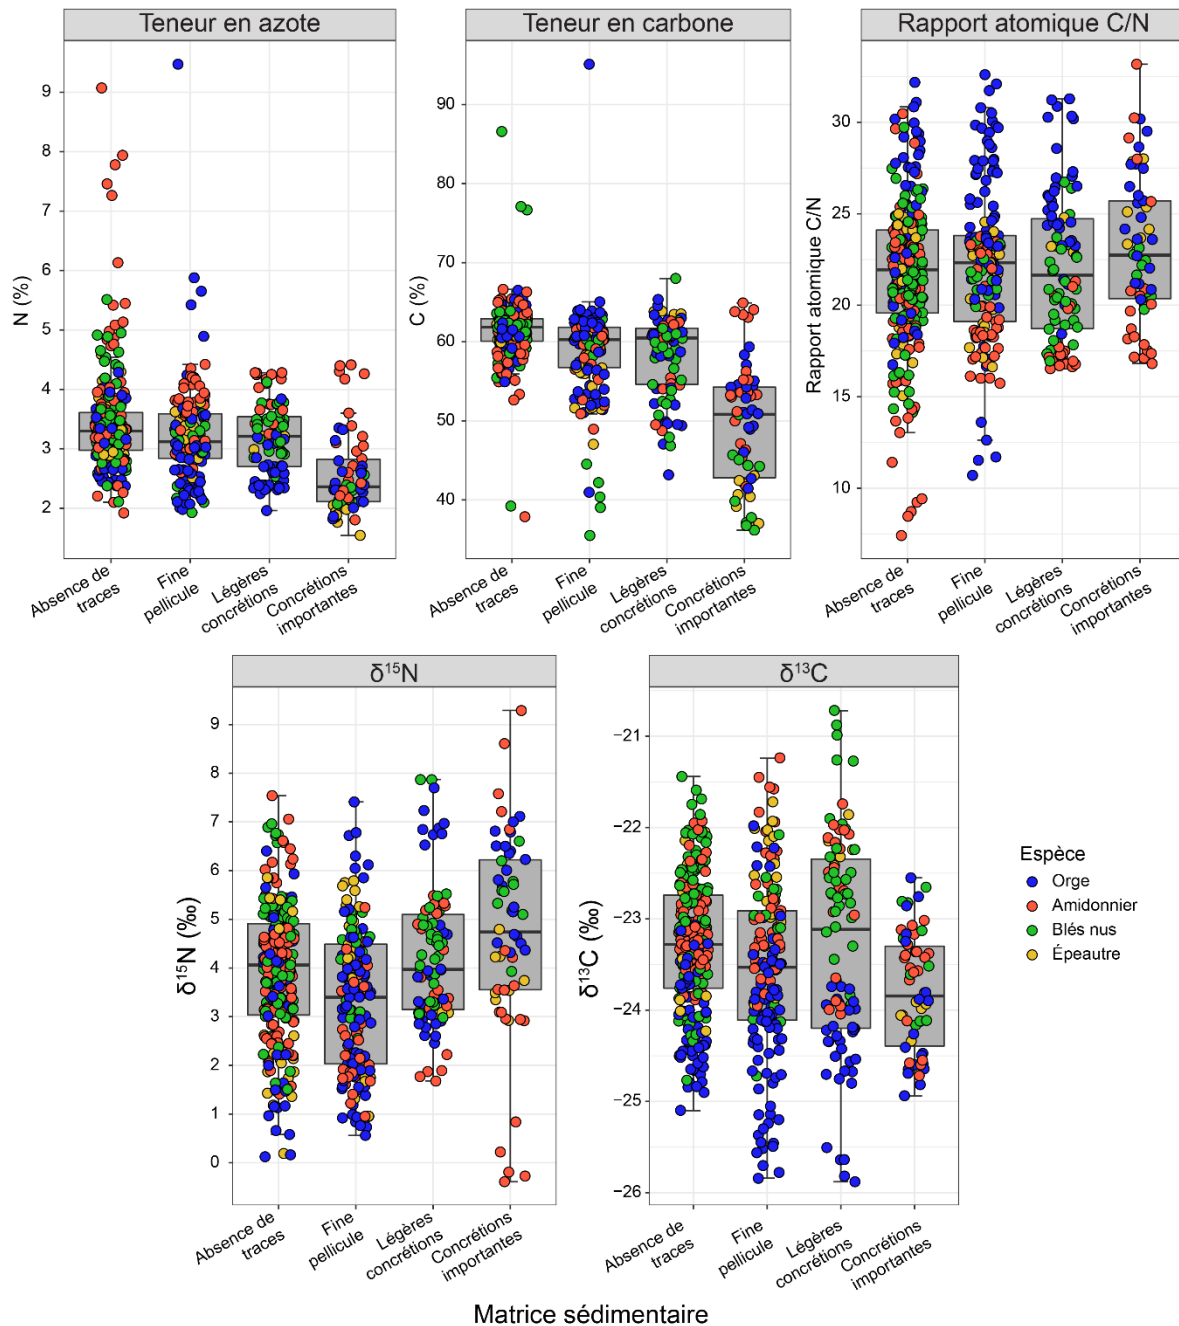 Teneur en azote
Teneur en carbone
Rapport atomique C/N
N (%)
9
8
7
6
5
4
3
2
C (%)
90
80
70
60
50
40
Rapport atomique C/N
30
25
20
15
10
Absence de
traces
Fine
pellicule
Légères
concrétions
Concrétions
importantes
Absence de
traces
Fine
pellicule
Légères
concrétions
Concrétions
importantes
Absence de
traces
Fine
pellicule
Légères
concrétions
Concrétions
importantes
δ¹⁵N
δ¹³C
δ¹⁵N (‰)
9
8
7
6
5
4
3
2
1
0
δ¹³C (‰)
−21
−22
−23
−24
−25
−26
Absence de
traces
Fine
pellicule
Légères
concrétions
Concrétions
importantes
Absence de
traces
Fine
pellicule
Légères
concrétions
Concrétions
importantes
Espèce
Orge
Amidonnier
Blés nus
Épeautre
Matrice sédimentaire